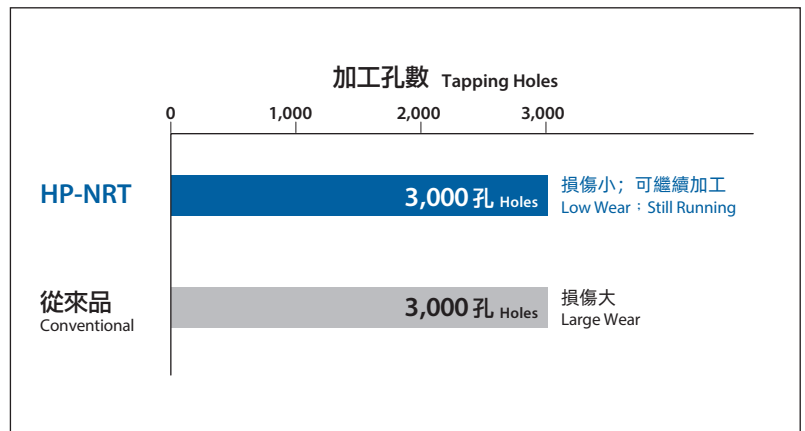 加工孔數 Tapping Holes
0 1,000 2,000 3,000
HP-NRT
3,000 孔 Holes
損傷小；可繼續加工
Low Wear：Still Running
從來品
Conventional
3,000 孔 Holes
損傷大
Large Wear